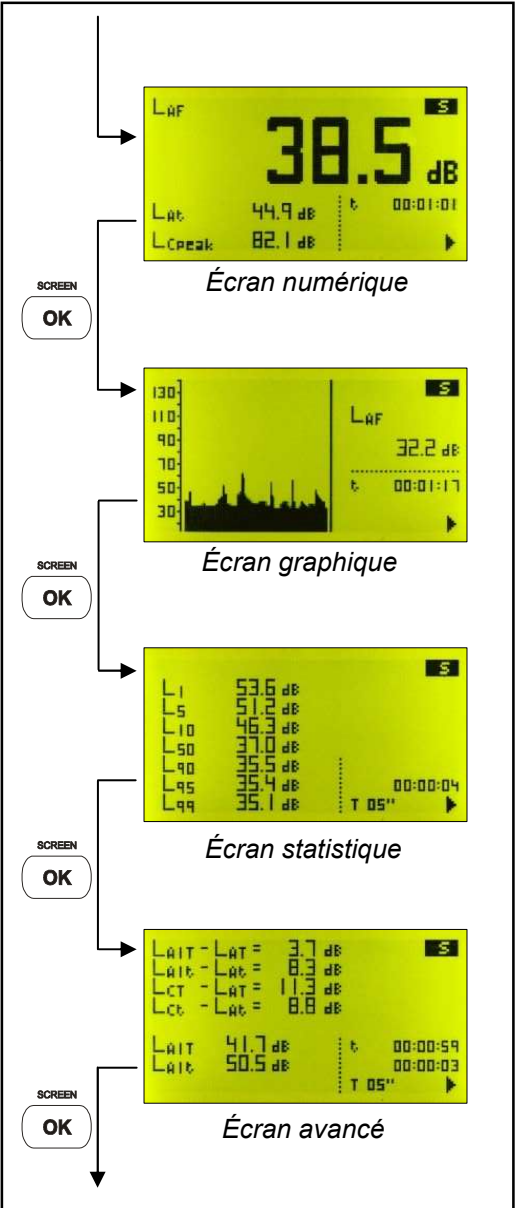 LAF S
38.5 dB
LAt 44.9 dB t 00:01:01
LCpeak 82.1 dB
Écran numérique
SCREEN
OK
130
110
90
70
50
30
S
LAF
32.2 dB
t 00:01:17
Écran graphique
SCREEN
OK
S
L1 53.6 dB
L5 51.2 dB
L10 46.3 dB
L50 37.0 dB
L90 35.5 dB
L95 35.4 dB 00:00:04
L99 35.1 dB T 05"
Écran statistique
SCREEN
OK
LAIT - LAT = 3.7 dB S
LAIt - LAt = 8.3 dB
LCT - LAT = 11.3 dB
LCt - LAt = 8.8 dB
LAIT 41.7 dB t 00:00:59
LAIt 50.5 dB 00:00:03
T 05"
Écran avancé
SCREEN
OK